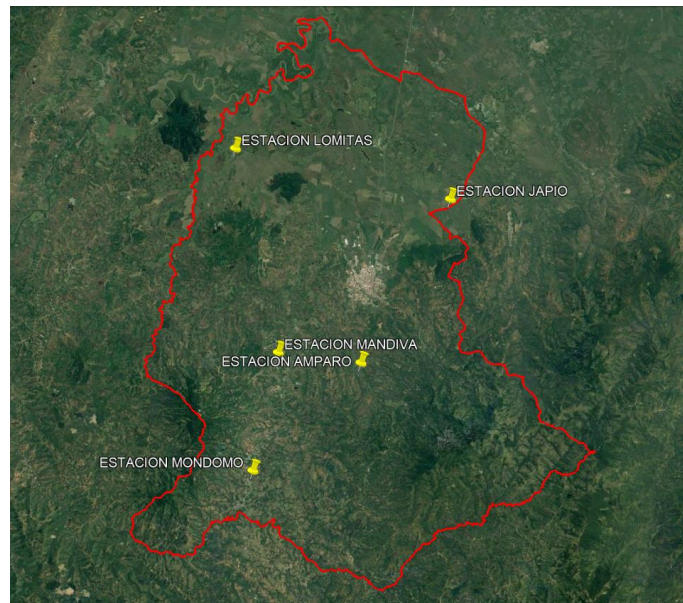 ESTACION LOMITAS
ESTACION JAPIO
ESTACION MANDIVA
ESTACION AMPARO
ESTACION MONDOMO